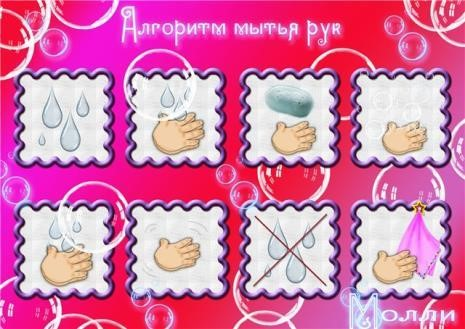 Алгоритм мытья рук
Молли